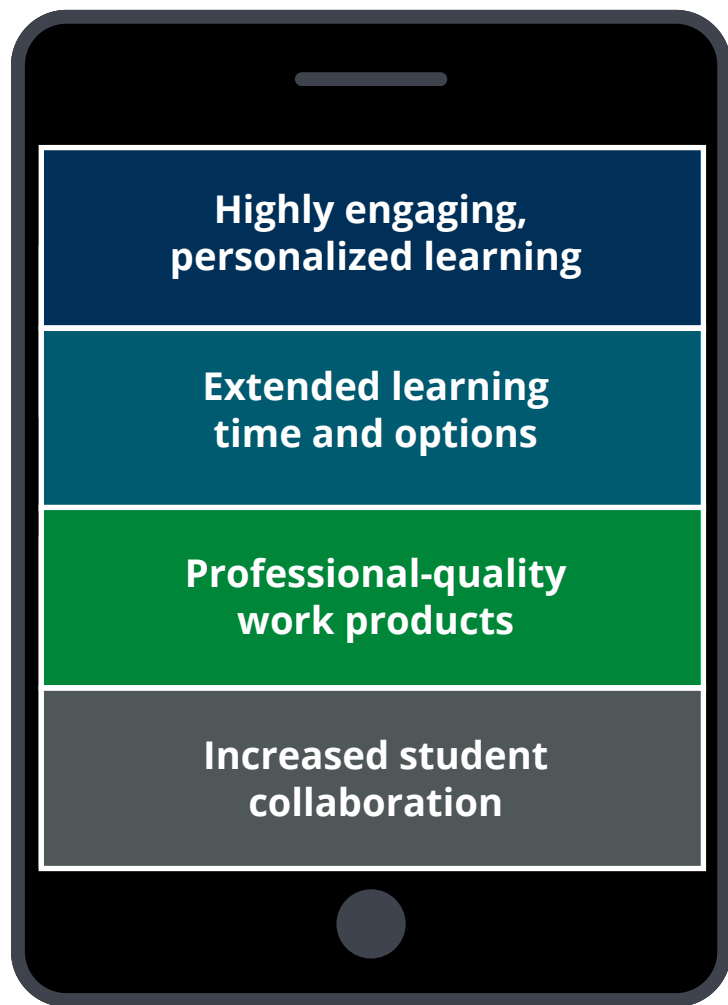 Highly engaging,
personalized learning
Extended learning
time and options
Professional-quality
work products
Increased student
collaboration